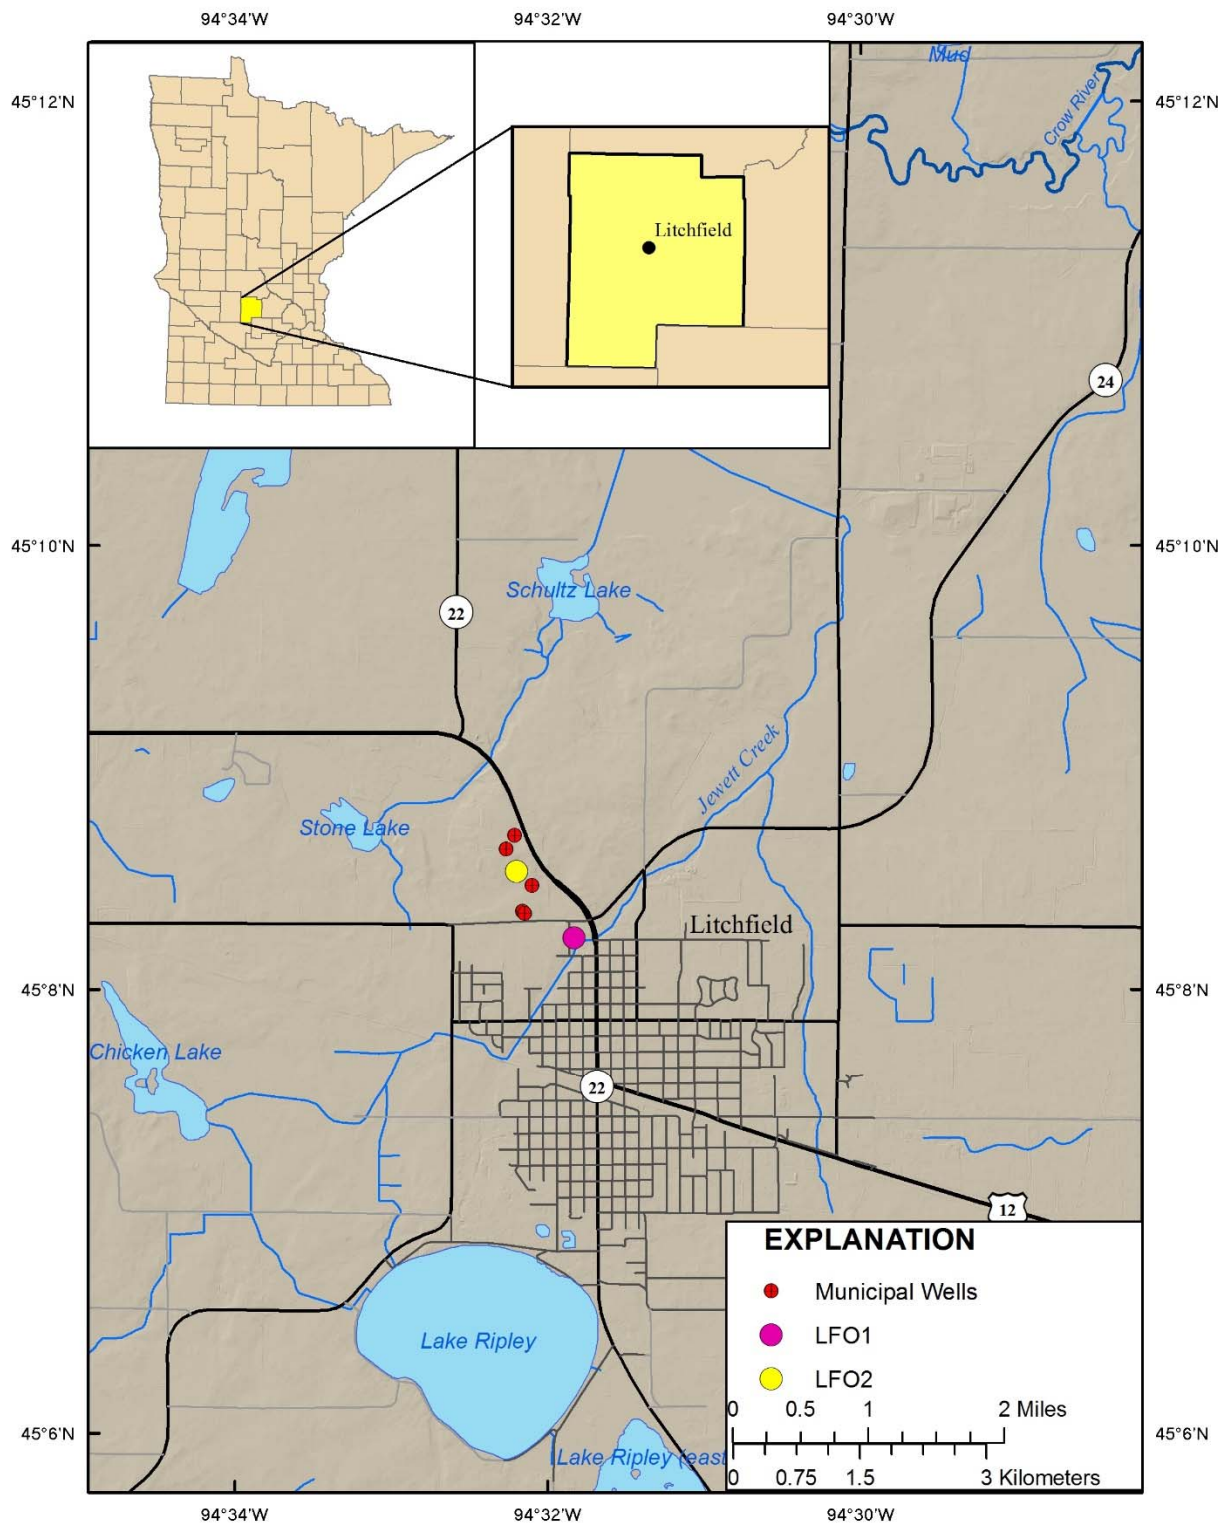 94°34'W 94°32'W 94°30'W
Mud
Crow River
45°12'N 45°12'N
Litchfield
24
45°10'N 45°10'N
Schultz Lake
22
Jewett Creek
Stone Lake
Litchfield
45°8'N 45°8'N
Chicken Lake
22
12
EXPLANATION
Municipal Wells
LFO1
LFO2
Lake Ripley
0 0.5 1 2 Miles
45°6'N 45°6'N
Lake Ripley (east
0 0.75 1.5 3 Kilometers
94°34'W 94°32'W 94°30'W